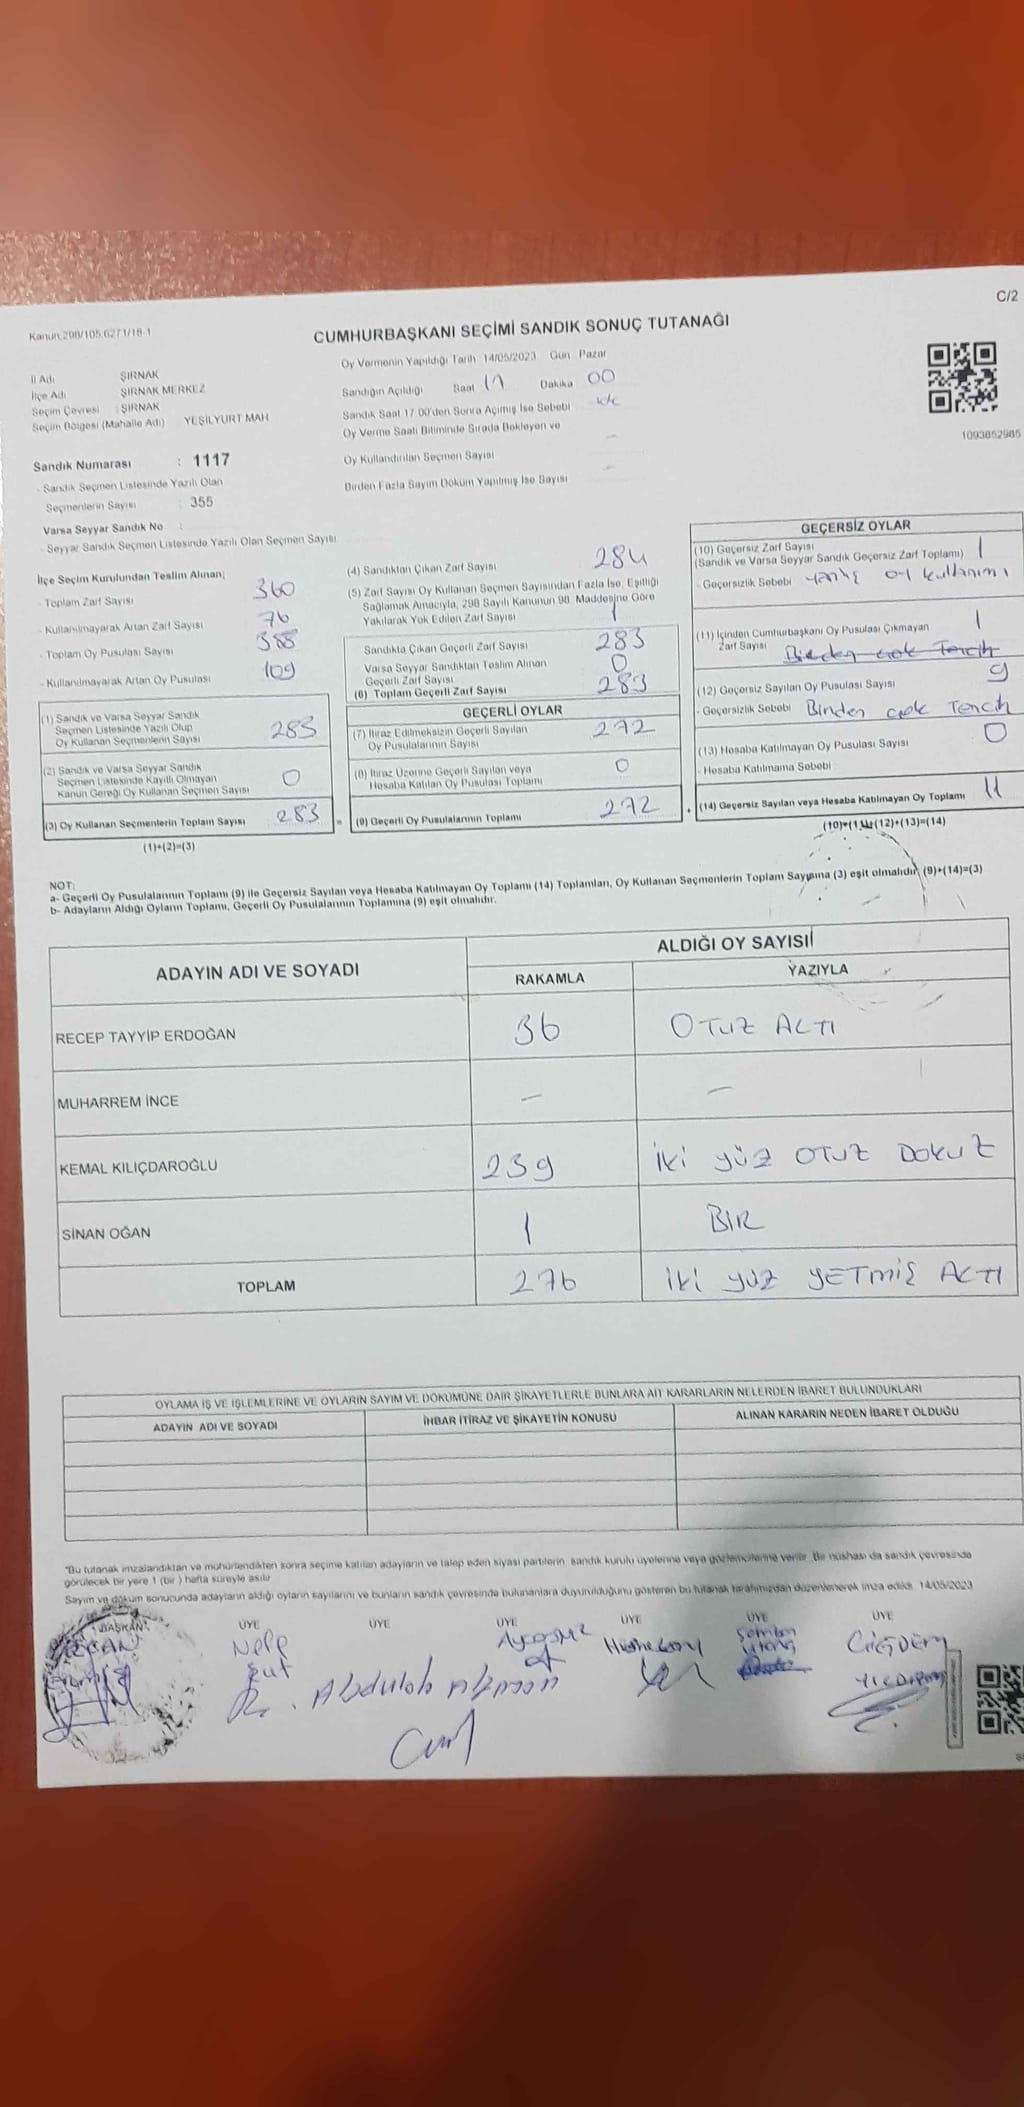 C/2
Kanun 298/105,627 1/18-1
CUMHURBAŞKANI SEÇİMİ SANDIK SONUÇ TUTANAĞI
İl Adı : ŞIRNAK
İlçe Adı : ŞIRNAK MERKEZ
Seçim Çevresi : ŞIRNAK
Seçim Bölgesi (Mahalle Adı) YEŞİLYURT MAH
Oy Vermenin Yapıldığı Tarih 14/05/2023 Gün Pazar
Sandığın Açıldığı Saat 17 Dakika 00
Sandık Saat 17 00'den Sonra Açmış İse Sebebi
Oy Verme Saati Bitiminde Sırada Bekleyen ve
Oy Kullandırılan Seçmen Sayısı —
Birden Fazla Sayım Döküm Yapılmış İse Sayısı —
1093852985
Sandık Numarası : 1117
- Sandık Seçmen Listesinde Yazılı Olan
Seçmenlerin Sayısı : 355
Varsa Seyyar Sandık No :
- Seyyar Sandık Seçmen Listesinde Yazılı Olan Seçmen Sayısı
İlçe Seçim Kurulundan Teslim Alınan;
- Toplam Zarf Sayısı 360
- Kullanılmayarak Artan Zarf Sayısı 76
- Toplam Oy Pusulası Sayısı 388
- Kullanılmayarak Artan Oy Pusulası 109
(1) Sandık ve Varsa Seyyar Sandık
Seçmen Listesinde Yazılı Olup
Oy Kullanan Seçmenlerin Sayısı 283
(2) Sandık ve Varsa Seyyar Sandık
Seçmen Listesinde Kayıtlı Olmayan
Kanun Gereği Oy Kullanan Seçmen Sayısı 0
(3) Oy Kullanan Seçmenlerin Toplam Sayısı 283 =
(1)+(2)=(3)
(4) Sandıktan Çıkan Zarf Sayısı 284
(5) Zarf Sayısı Oy Kullanan Seçmen Sayısından Fazla İse, Eşitliği
Sağlamak Amacıyla, 298 Sayılı Kanunun 98. Maddesine Göre
Yakılarak Yok Edilen Zarf Sayısı 1
Sandıkta Çıkan Geçerli Zarf Sayısı 283
Varsa Seyyar Sandıktan Teslim Alınan
Geçerli Zarf Sayısı 0
(6) Toplam Geçerli Zarf Sayısı 283
GEÇERLİ OYLAR
(7) İtiraz Edilmeksizin Geçerli Sayılan
Oy Pusulalarının Sayısı 272
(8) İtiraz Üzerine Geçerli Sayılan veya
Hesaba Katılan Oy Pusulası Toplamı 0
(9) Geçerli Oy Pusulalarının Toplamı 272 +
GEÇERSİZ OYLAR
(10) Geçersiz Zarf Sayısı
(Sandık ve Varsa Seyyar Sandık Geçersiz Zarf Toplamı) 1
- Geçersizlik Sebebi yanlış oy kullanımı
(11) İçinden Cumhurbaşkanı Oy Pusulası Çıkmayan
Zarf Sayısı 1
Birden çok Tercih
(12) Geçersiz Sayılan Oy Pusulası Sayısı 9
- Geçersizlik Sebebi Birden çok Tercih
(13) Hesaba Katılmayan Oy Pusulası Sayısı 0
- Hesaba Katılmama Sebebi
(14) Geçersiz Sayılan veya Hesaba Katılmayan Oy Toplamı 11
(10)+(11)+(12)+(13)=(14)
NOT:
a- Geçerli Oy Pusulalarının Toplamı (9) ile Geçersiz Sayılan veya Hesaba Katılmayan Oy Toplamı (14) Toplamları, Oy Kullanan Seçmenlerin Toplam Sayısına (3) eşit olmalıdır (9)+(14)=(3)
b- Adayların Aldığı Oyların Toplamı, Geçerli Oy Pusulalarının Toplamına (9) eşit olmalıdır.
ADAYIN ADI VE SOYADI
ALDIĞI OY SAYISI
RAKAMLA YAZIYLA
RECEP TAYYİP ERDOĞAN 36 OTUZ ALTI
MUHARREM İNCE — —
KEMAL KILIÇDAROĞLU 239 İKİ YÜZ OTUZ DOKUZ
SİNAN OĞAN 1 BİR
TOPLAM 276 İKİ YÜZ YETMİŞ ALTI
OYLAMA İŞ VE İŞLEMLERİNE VE OYLARIN SAYIM VE DÖKÜMÜNE DAİR ŞİKAYETLERLE BUNLARA AİT KARARLARIN NELERDEN İBARET BULUNDUKLARI
ADAYIN ADI VE SOYADI İHBAR İTİRAZ VE ŞİKAYETİN KONUSU ALINAN KARARIN NEDEN İBARET OLDUĞU
"Bu tutanak imzalandıktan ve mühürlendikten sonra seçime katılan adayların ve talep eden siyasi partilerin sandık kurulu üyelerine veya gözlemcilerine verilir. Bir nüshası da sandık çevresinde
görülecek bir yere 1 (bir ) hafta süreyle asılır
Sayım ve döküm sonucunda adayların aldığı oyların sayılarını ve bunların sandık çevresinde bulunanlara duyurulduğunu gösteren bu tutanak tarafımızdan düzenlenerek imza edildi. 14/05/2023
BAŞKAN ÜYE ÜYE ÜYE ÜYE ÜYE ÜYE
ÇİĞDEM
YILDIRIM